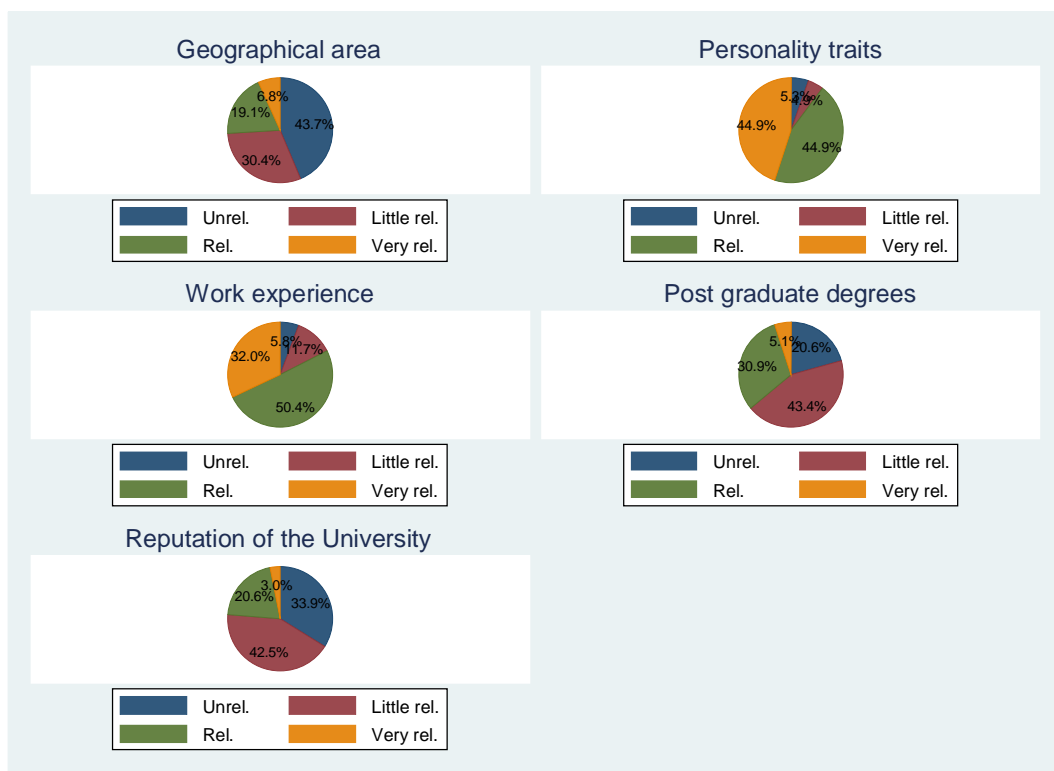 Geographical area
6.8%
19.1%
43.7%
30.4%
Unrel.
Little rel.
Rel.
Very rel.
Personality traits
5.3%
4.9%
44.9%
44.9%
Unrel.
Little rel.
Rel.
Very rel.
Work experience
5.8%
11.7%
32.0%
50.4%
Unrel.
Little rel.
Rel.
Very rel.
Post graduate degrees
5.1%
20.6%
30.9%
43.4%
Unrel.
Little rel.
Rel.
Very rel.
Reputation of the University
3.0%
20.6%
33.9%
42.5%
Unrel.
Little rel.
Rel.
Very rel.